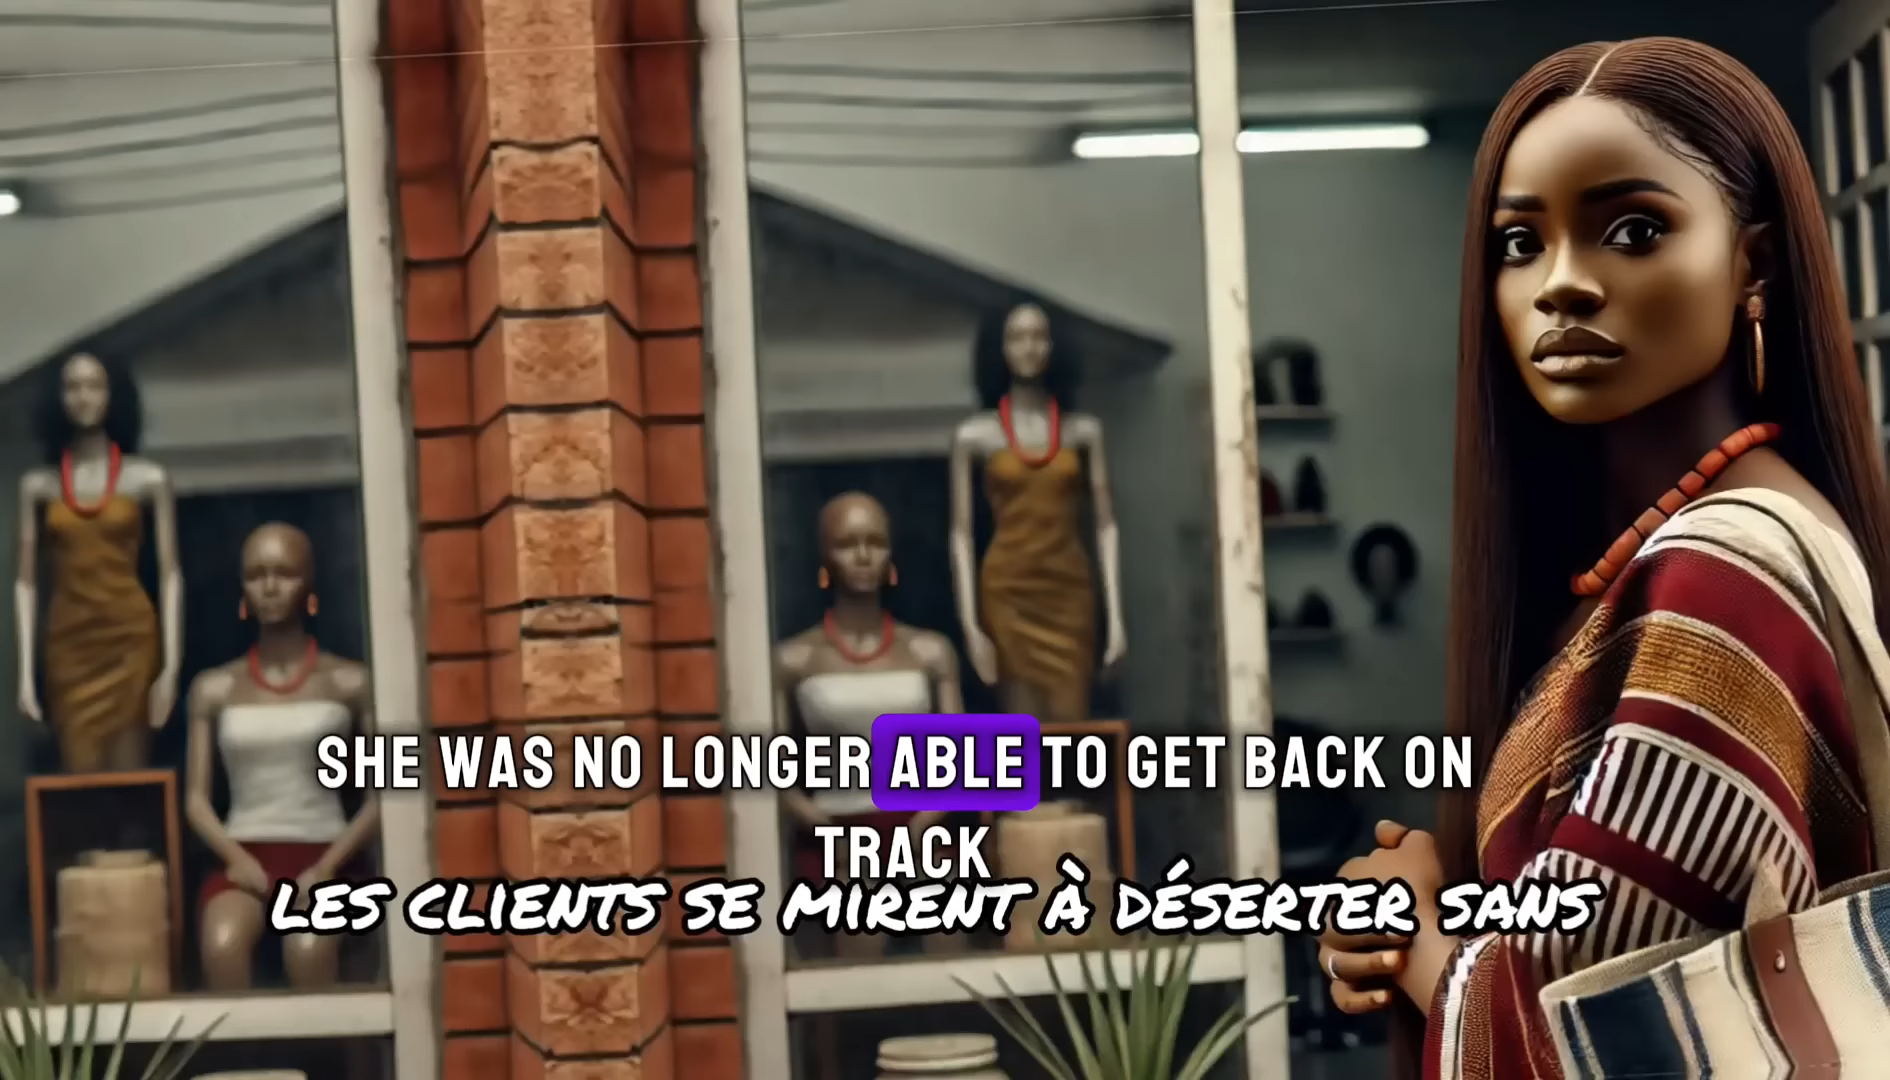 SHE WAS NO LONGER ABLE TO GET BACK ON
TRACK
LES CLIENTS SE MIRENT À DÉSERTER SANS